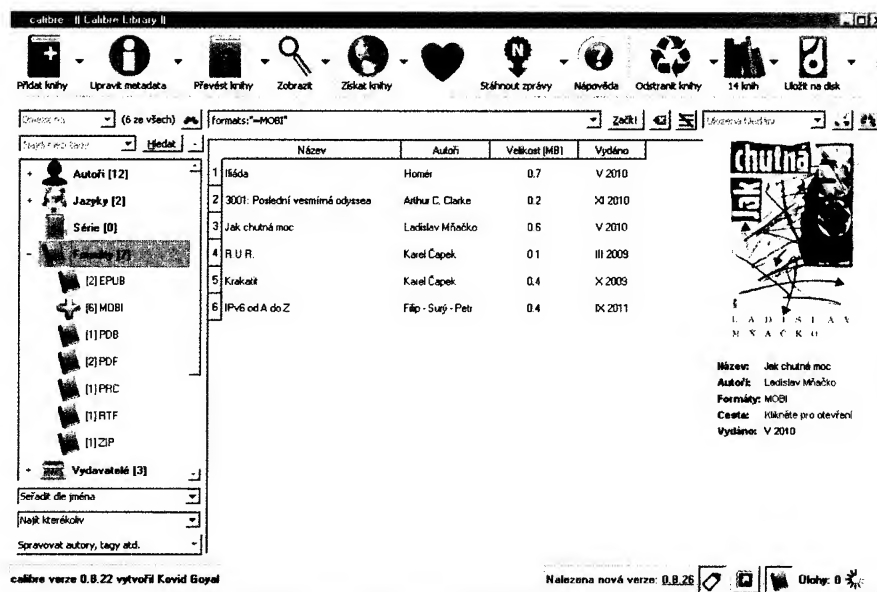 calibre - || Calibre Library ||
Přidat knihy Upravit metadata Převést knihy Zobrazit Získat knihy Stáhnout zprávy Nápověda Odstranit knihy 14 knih Uložit na disk
(6 ze všech) formats:"=MOBI" Začít
Hledat
Název Autoři Velikost (MB) Vydáno
1 Iliáda Homér 0.7 V 2010
2 3001: Poslední vesmírná odyssea Arthur C. Clarke 0.2 XI 2010
3 Jak chutná moc Ladislav Mňačko 0.6 V 2010
4 R.U.R. Karel Čapek 0.1 III 2009
5 Krakatit Karel Čapek 0.4 X 2009
6 IPv6 od A do Z Filip - Surý - Petr 0.4 IX 2011
Autoři [12]
Jazyky [2]
Série [0]
Formáty [7]
[2] EPUB
[6] MOBI
[1] PDB
[2] PDF
[1] PRC
[1] RTF
[1] ZIP
Vydavatelé [3]
Seřadit dle jména
Najít kterékoliv
Spravovat autory, tagy atd.
Jak
chutná
LADISLAV
MŇAČKO
Název: Jak chutná moc
Autoři: Ladislav Mňačko
Formáty: MOBI
Cesta: Klikněte pro otevření
Vydáno: V 2010
calibre verze 0.8.22 vytvořil Kovid Goyal
Nalezena nová verze: 0.8.26 Úlohy: 0